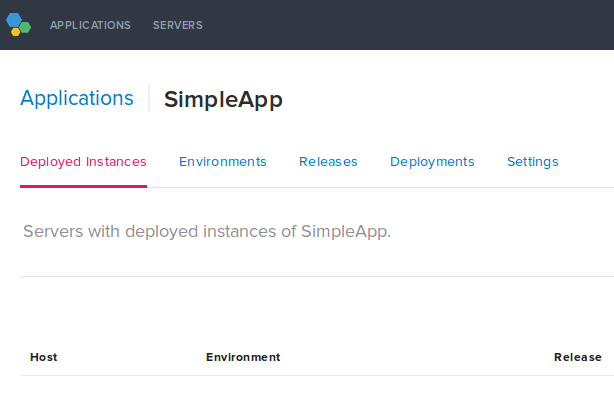 APPLICATIONS SERVERS
Applications SimpleApp
Deployed Instances Environments Releases Deployments Settings
Servers with deployed instances of SimpleApp.
Host Environment Release